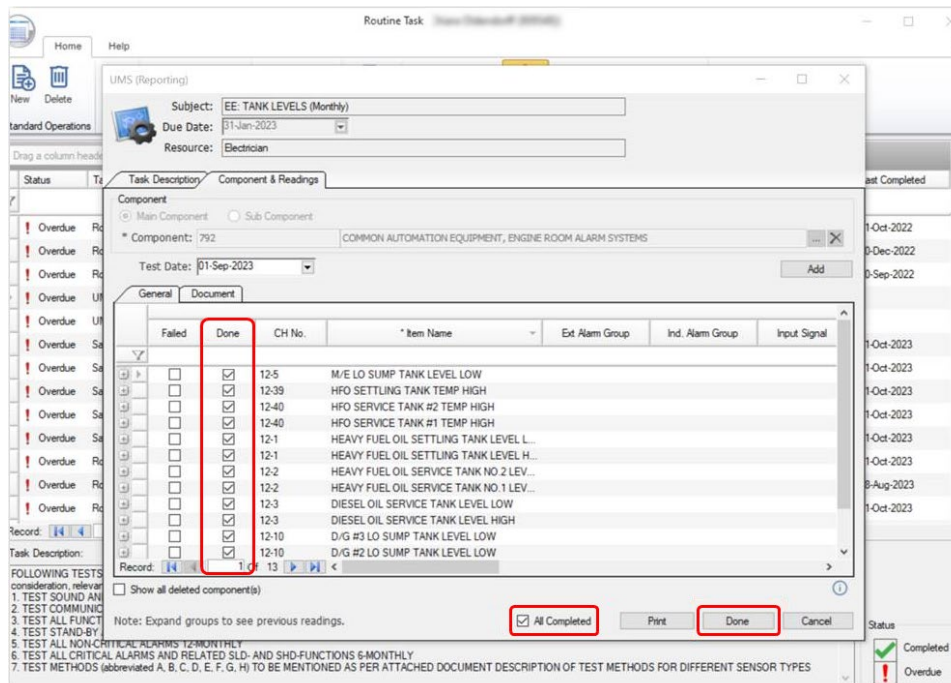 Routine Task
Home Help
New Delete
tandard Operations
Drag a column heade
Status Ta ast Completed
Overdue Ro 1-Oct-2022
Overdue Ro 0-Dec-2022
Overdue Ro 0-Sep-2022
Overdue UM
Overdue UM
Overdue Sa 1-Oct-2023
Overdue Sa 1-Oct-2023
Overdue Sa 1-Oct-2023
Overdue Sa 1-Oct-2023
Overdue Sa 1-Oct-2023
Overdue Ro 1-Oct-2023
Overdue Ro 8-Aug-2023
Overdue Ro 1-Oct-2023
Record:
UMS (Reporting)
Subject: EE: TANK LEVELS (Monthly)
Due Date: 31-Jan-2023
Resource: Electrician
Task Description Component & Readings
Component
Main Component Sub Component
* Component: 792 COMMON AUTOMATION EQUIPMENT, ENGINE ROOM ALARM SYSTEMS ...
Test Date: 01-Sep-2023 Add
General Document
Failed Done CH No. * Item Name Ext Alarm Group Ind. Alarm Group Input Signal
12-5 M/E LO SUMP TANK LEVEL LOW
12-39 HFO SETTLING TANK TEMP HIGH
12-40 HFO SERVICE TANK #2 TEMP HIGH
12-40 HFO SERVICE TANK #1 TEMP HIGH
12-1 HEAVY FUEL OIL SETTLING TANK LEVEL L...
12-1 HEAVY FUEL OIL SETTLING TANK LEVEL H...
12-2 HEAVY FUEL OIL SERVICE TANK NO.2 LEV...
12-2 HEAVY FUEL OIL SERVICE TANK NO.1 LEV...
12-3 DIESEL OIL SERVICE TANK LEVEL LOW
12-3 DIESEL OIL SERVICE TANK LEVEL HIGH
12-10 D/G #3 LO SUMP TANK LEVEL LOW
12-10 D/G #2 LO SUMP TANK LEVEL LOW
Record: 1 Of 13
Show all deleted component(s)
Note: Expand groups to see previous readings. All Completed Print Done Cancel
Task Description:
FOLLOWING TESTS
consideration, relevan
1. TEST SOUND AN
2. TEST COMMUNIC
3. TEST ALL FUNCT
4. TEST STAND-BY
5. TEST ALL NON-CRITICAL ALARMS 12-MONTHLY
6. TEST ALL CRITICAL ALARMS AND RELATED SLD- AND SHD-FUNCTIONS 6-MONTHLY
7. TEST METHODS (abbreviated A, B, C, D, E, F, G, H) TO BE MENTIONED AS PER ATTACHED DOCUMENT DESCRIPTION OF TEST METHODS FOR DIFFERENT SENSOR TYPES
Status
Completed
Overdue